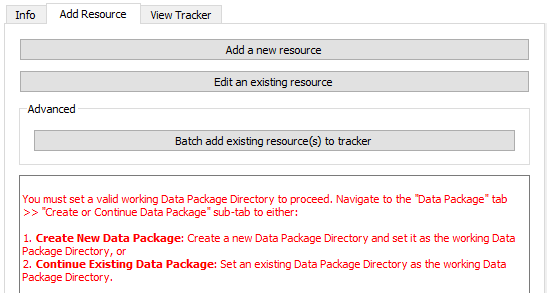 Info Add Resource View Tracker
Add a new resource
Edit an existing resource
Advanced
Batch add existing resource(s) to tracker
You must set a valid working Data Package Directory to proceed. Navigate to the "Data Package" tab
>> "Create or Continue Data Package" sub-tab to either:
1. Create New Data Package: Create a new Data Package Directory and set it as the working Data
Package Directory, or
2. Continue Existing Data Package: Set an existing Data Package Directory as the working Data
Package Directory.